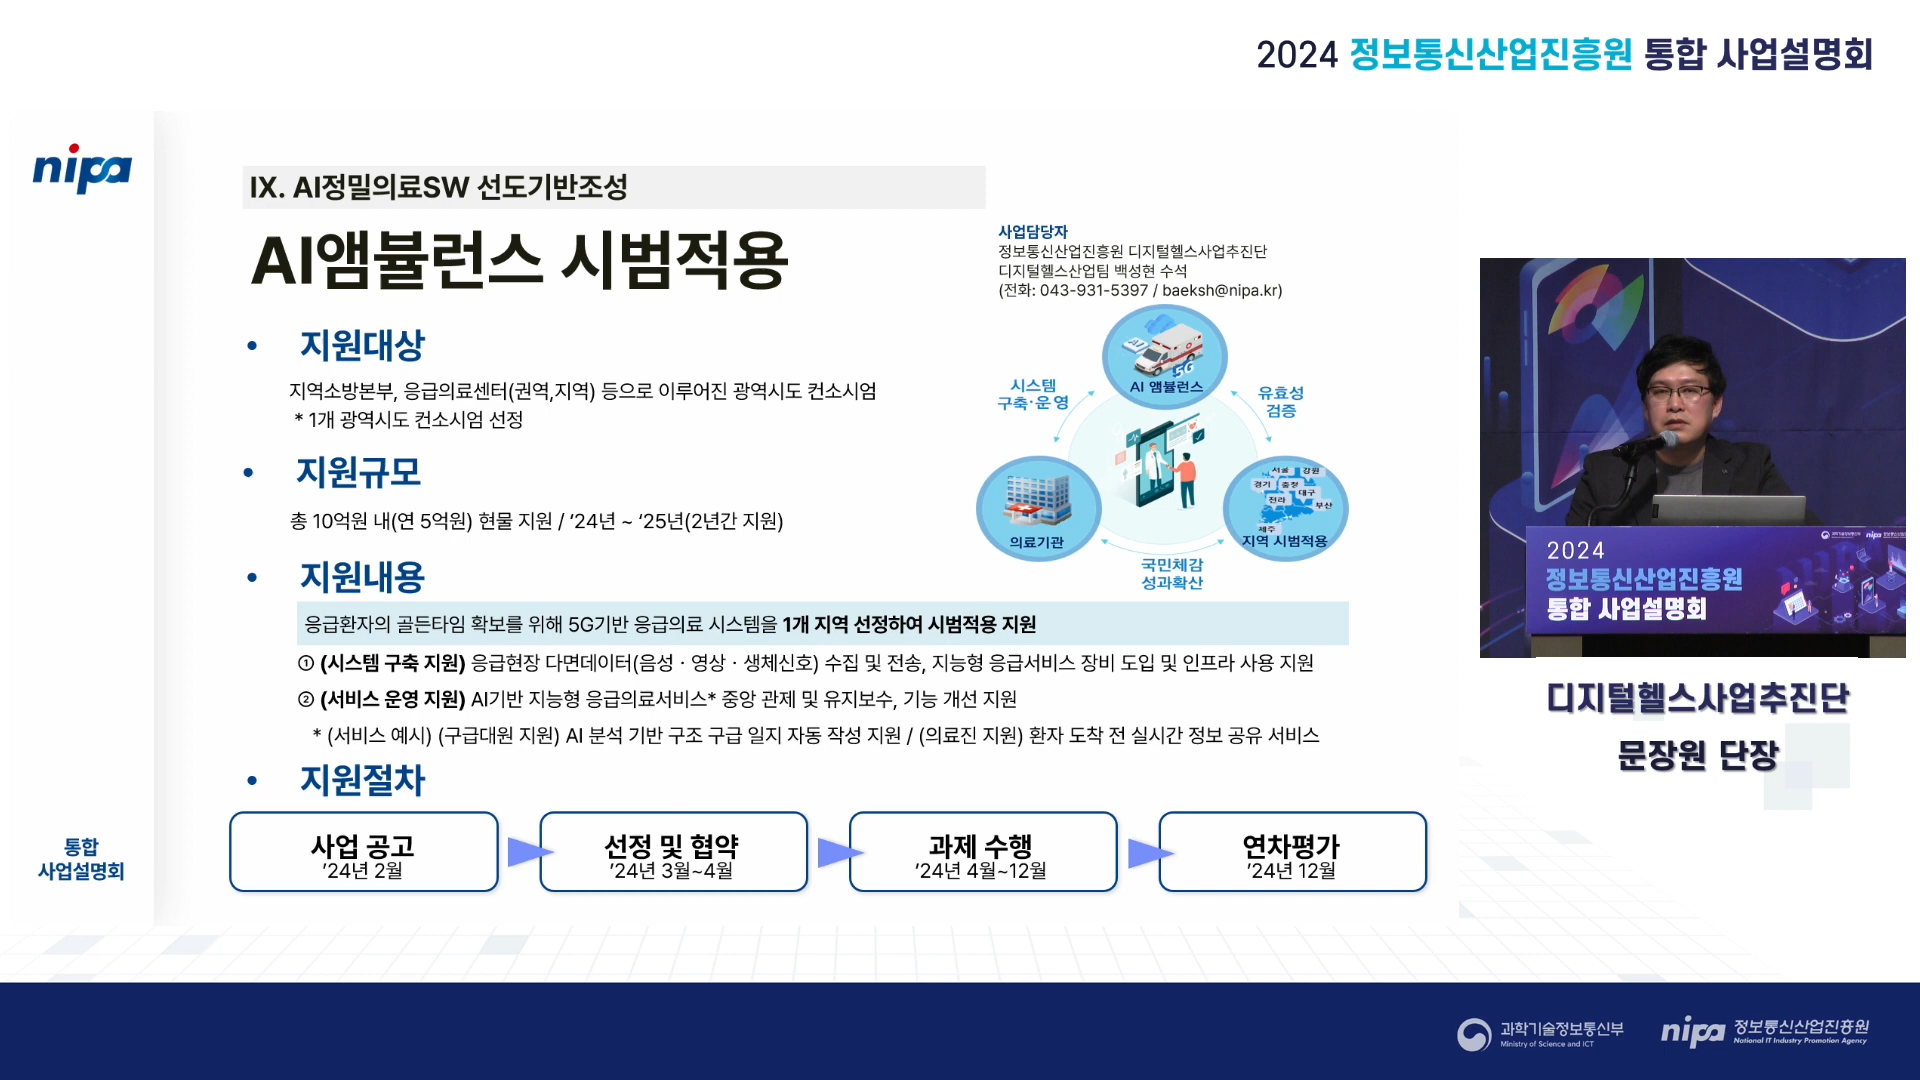 2024 정보통신산업진흥원 통합 사업설명회
nipa
IX. AI정밀의료SW 선도기반조성
AI앰뷸런스 시범적용
사업담당자
정보통신산업진흥원 디지털헬스사업추진단
디지털헬스산업팀 백성현 수석
(전화: 043-931-5397 / baeksh@nipa.kr)
• 지원대상
지역소방본부, 응급의료센터(권역,지역) 등으로 이루어진 광역시도 컨소시엄
* 1개 광역시도 컨소시엄 선정
• 지원규모
총 10억원 내(연 5억원) 현물 지원 / ‘24년 ~ ‘25년(2년간 지원)
AI
5G
AI 앰뷸런스
시스템
구축·운영
유효성
검증
의료기관
서울 강원
경기 충청
전라 대구
부산
제주
지역 시범적용
국민체감
성과확산
• 지원내용
응급환자의 골든타임 확보를 위해 5G기반 응급의료 시스템을 1개 지역 선정하여 시범적용 지원
① (시스템 구축 지원) 응급현장 다면데이터(음성 · 영상 · 생체신호) 수집 및 전송, 지능형 응급서비스 장비 도입 및 인프라 사용 지원
② (서비스 운영 지원) AI기반 지능형 응급의료서비스* 중앙 관제 및 유지보수, 기능 개선 지원
* (서비스 예시) (구급대원 지원) AI 분석 기반 구조 구급 일지 자동 작성 지원 / (의료진 지원) 환자 도착 전 실시간 정보 공유 서비스
• 지원절차
사업 공고
‘24년 2월
선정 및 협약
‘24년 3월~4월
과제 수행
‘24년 4월~12월
연차평가
‘24년 12월
통합
사업설명회
2024
정보통신산업진흥원
통합 사업설명회
nipa
디지털헬스사업추진단
문장원 단장
과학기술정보통신부
Ministry of Science and ICT
nipa 정보통신산업진흥원
National IT Industry Promotion Agency